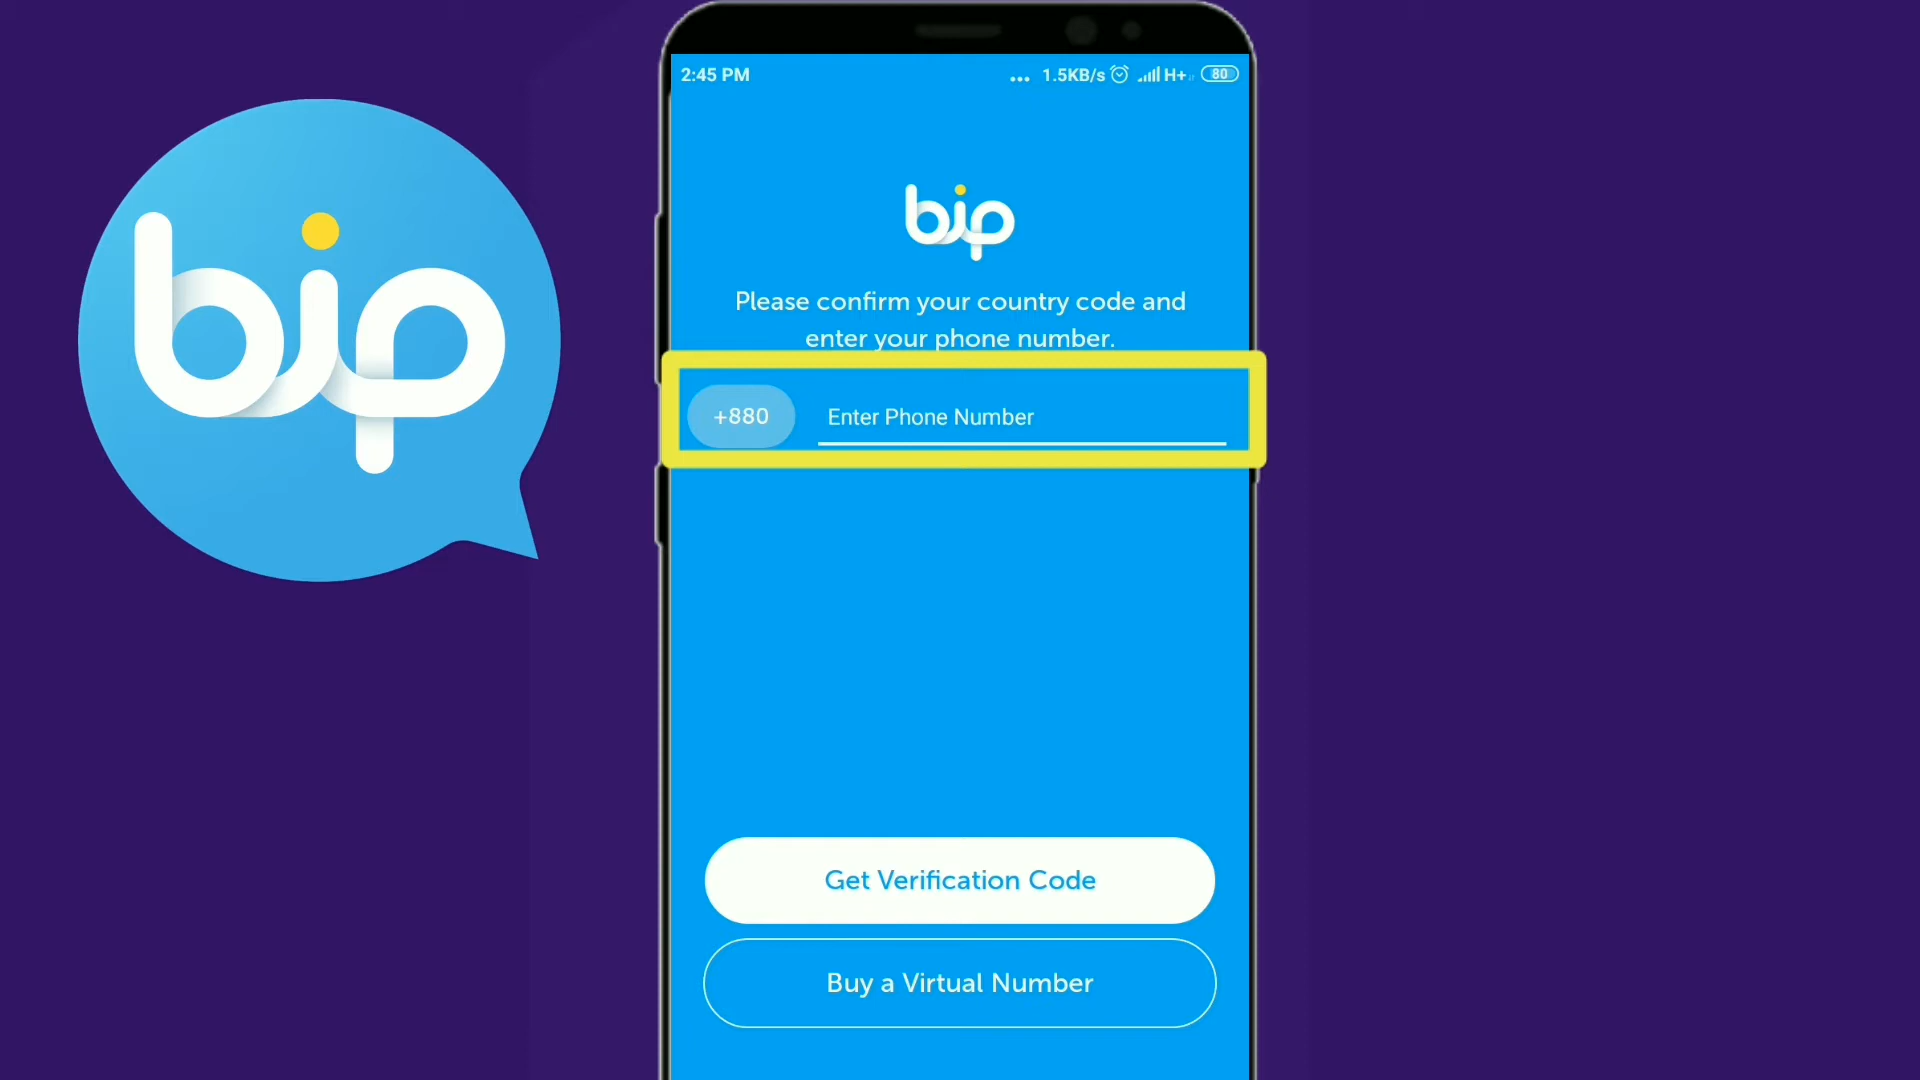 bip
2:45 PM ... 1.5KB/s H+ 80
bip
Please confirm your country code and
enter your phone number.
+880 Enter Phone Number
Get Verification Code
Buy a Virtual Number